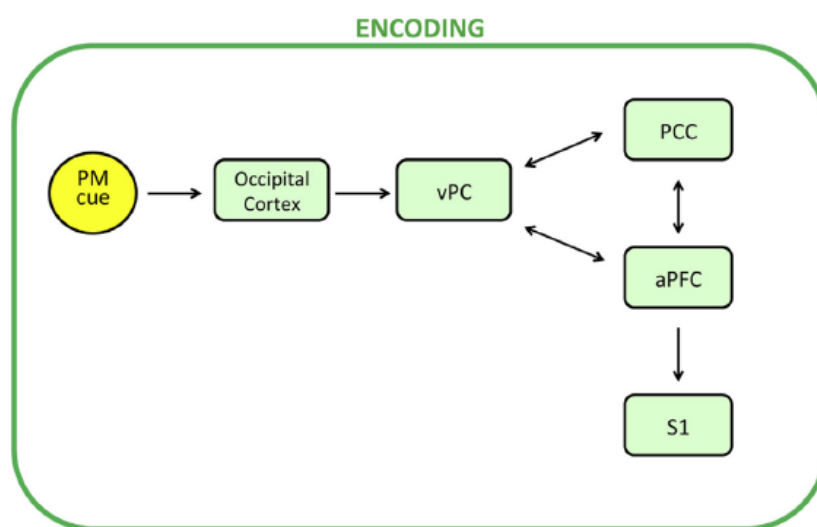 ENCODING
PM
cue
Occipital
Cortex
vPC
PCC
aPFC
S1